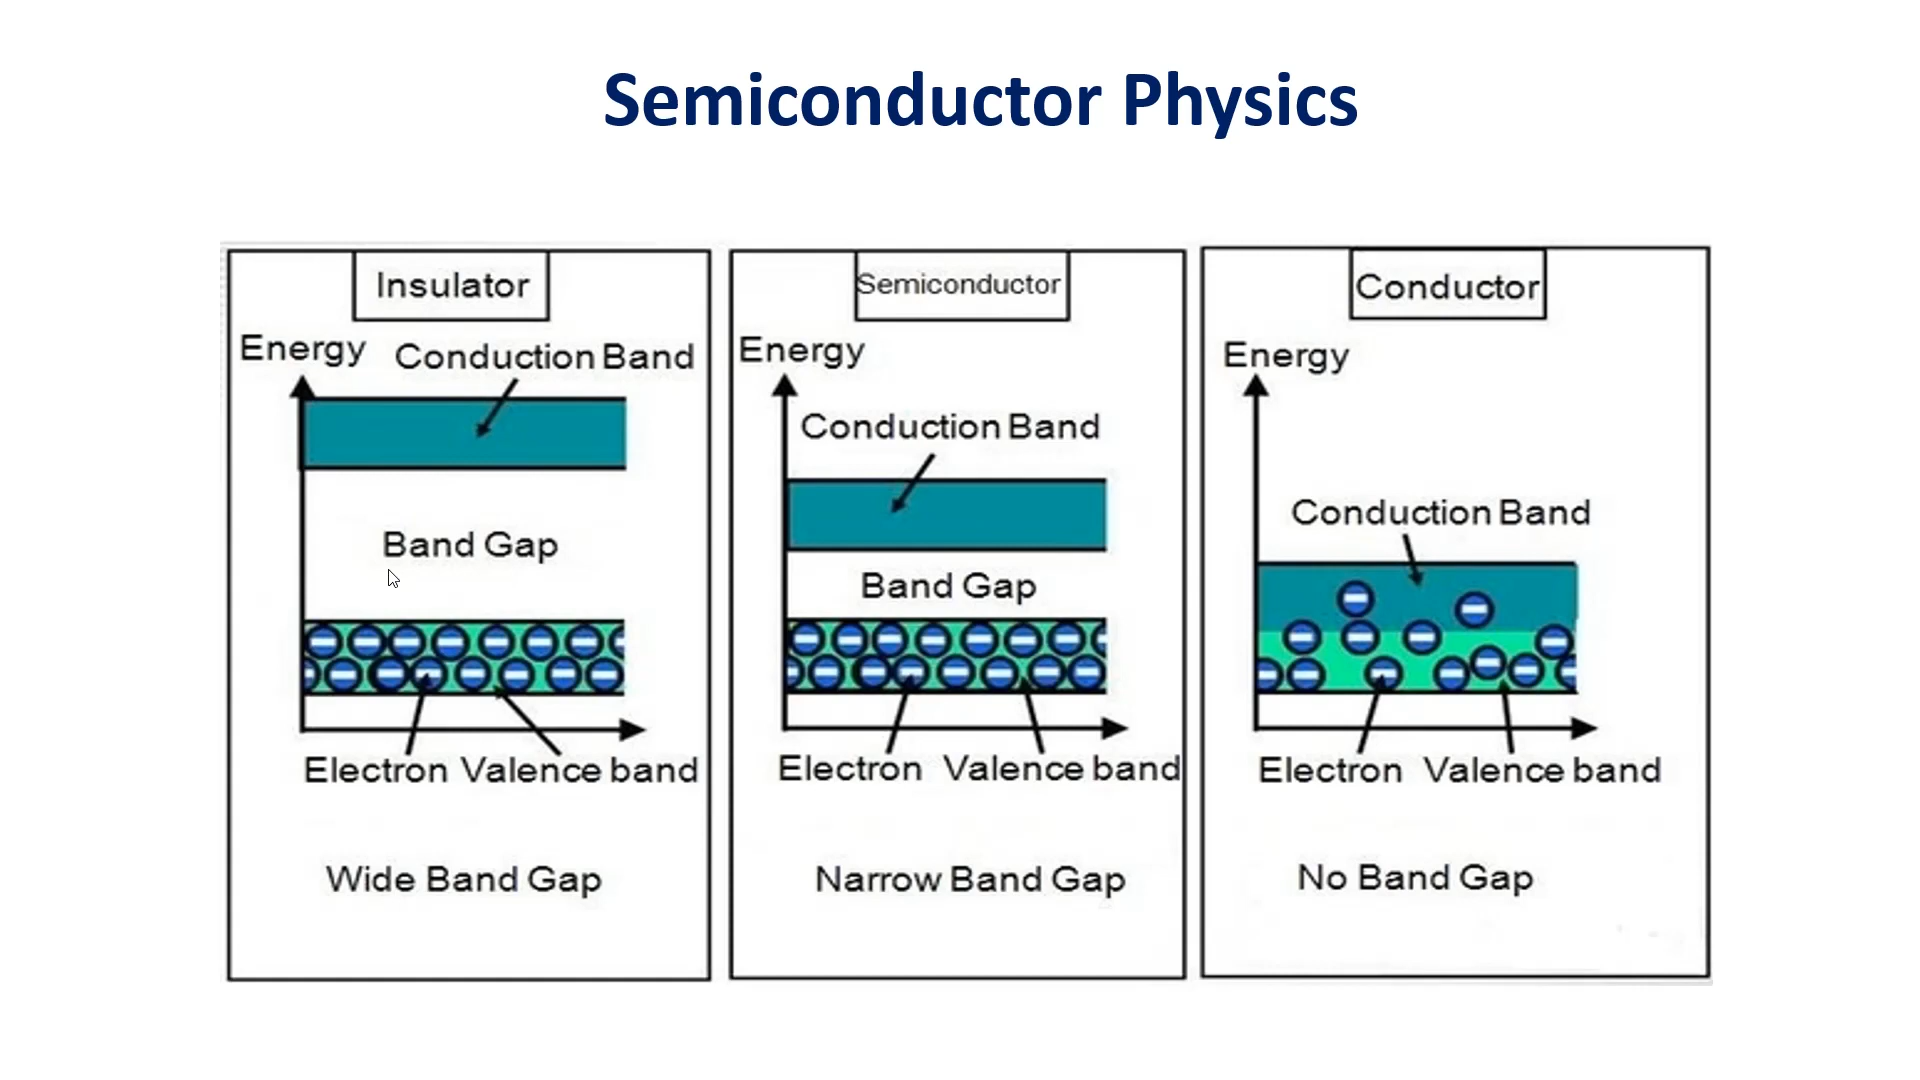 Semiconductor Physics
Insulator
Energy
Conduction Band
Band Gap
Electron
Valence band
Wide Band Gap
Semiconductor
Energy
Conduction Band
Band Gap
Electron
Valence band
Narrow Band Gap
Conductor
Energy
Conduction Band
Electron
Valence band
No Band Gap